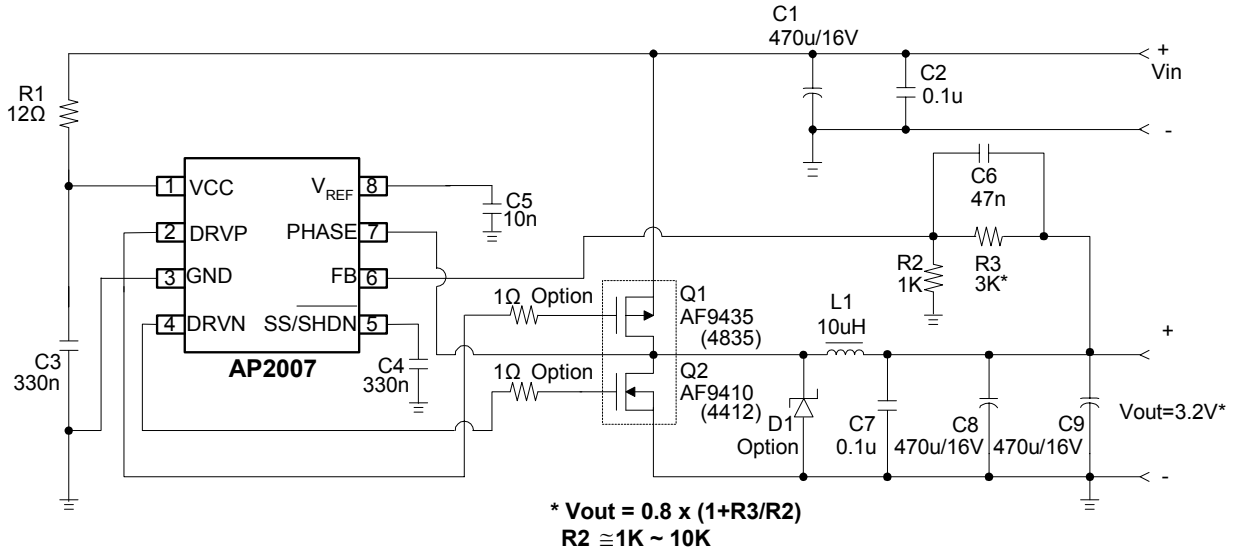 C1
470u/16V
+
Vin
-
C2
0.1u
R1
12Ω
C6
47n
1 VCC
V_REF 8
C5
10n
2 DRVP
PHASE 7
3 GND
FB 6
4 DRVN
SS/SHDN 5
AP2007
C3
330n
C4
330n
R2
1K
R3
3K*
1Ω Option
Q1
AF9435
(4835)
L1
10uH
+
1Ω Option
Q2
AF9410
(4412)
D1
Option
C7
0.1u
C8
470u/16V
C9
470u/16V
Vout=3.2V*
-
* Vout = 0.8 x (1+R3/R2)
R2 ≅1K ~ 10K